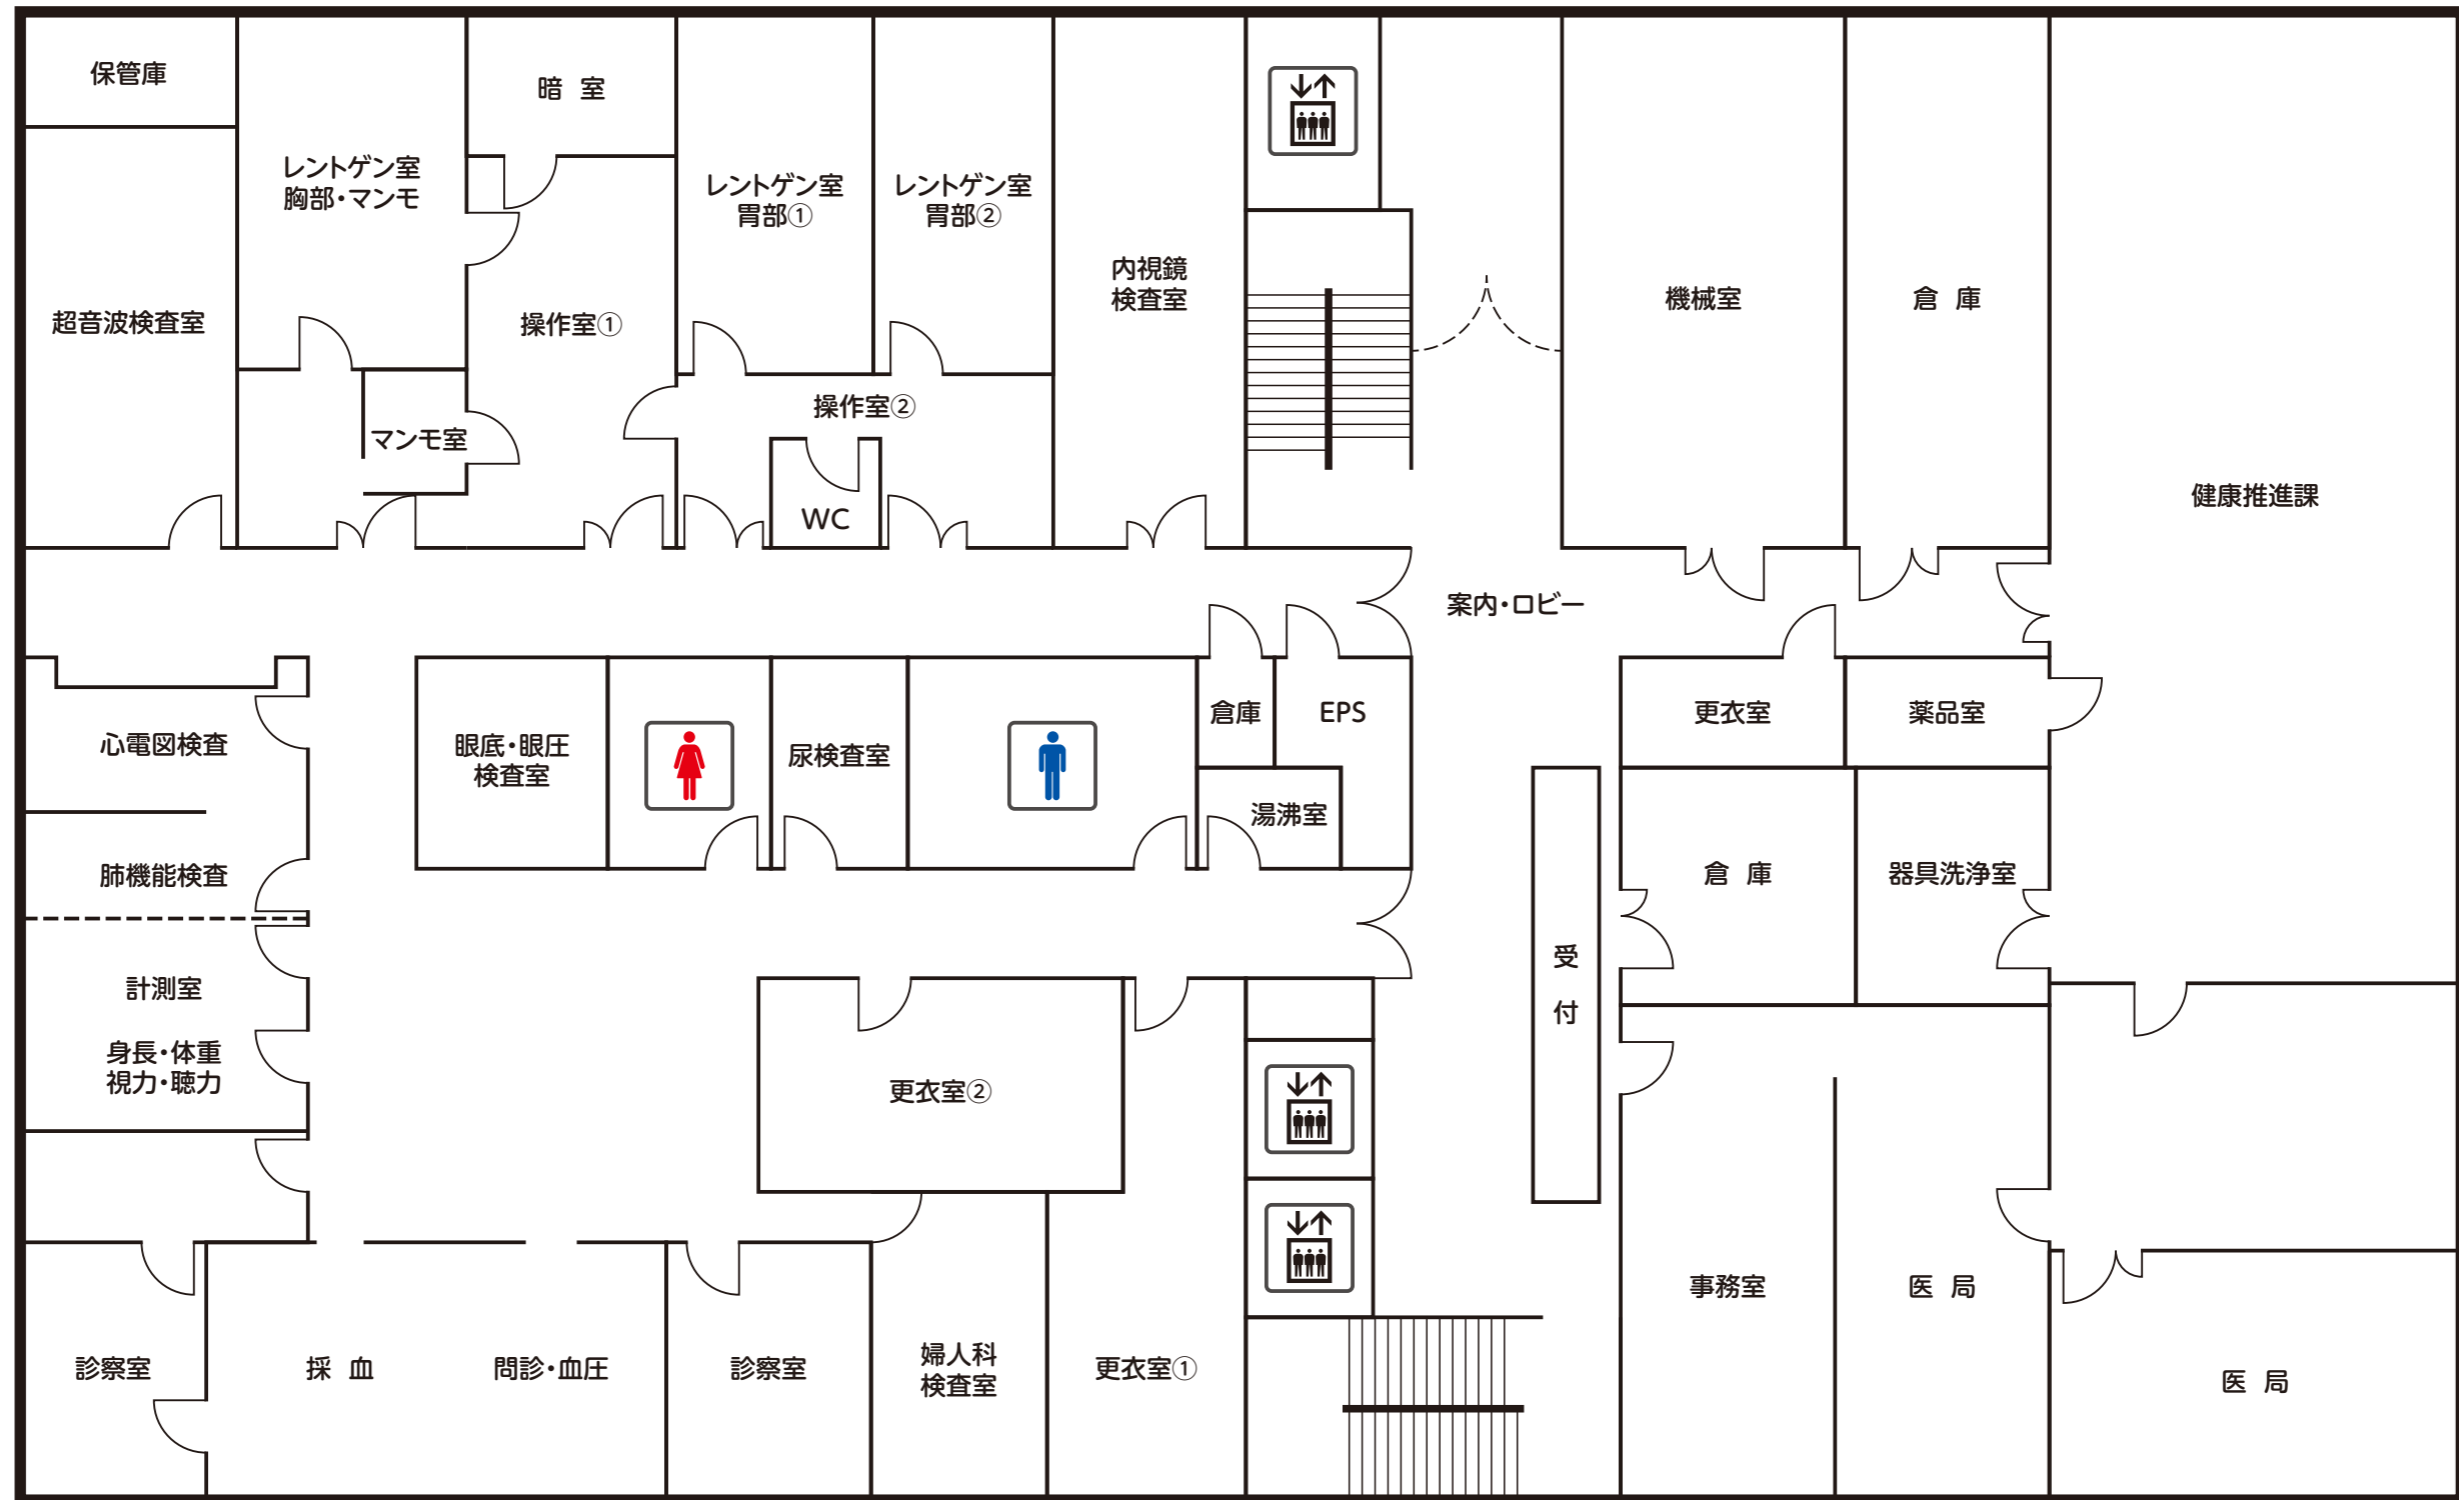 保管庫
レントゲン室
胸部・マンモ
暗 室
レントゲン室
胃部①
レントゲン室
胃部②
内視鏡
検査室
超音波検査室
操作室①
操作室②
マンモ室
WC
機械室
倉 庫
健康推進課
案内・ロビー
心電図検査
眼底・眼圧
検査室
尿検査室
倉庫
EPS
湯沸室
更衣室
薬品室
肺機能検査
倉 庫
器具洗浄室
受
付
計測室
身長・体重
視力・聴力
更衣室②
診察室
採 血
問診・血圧
診察室
婦人科
検査室
更衣室①
事務室
医 局
医 局